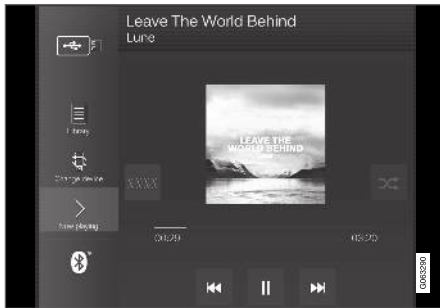 Leave The World Behind
Lune
Library
Change device
Now playing
LEAVE THE
WORLD BEHIND
00:29
03:20
G063290